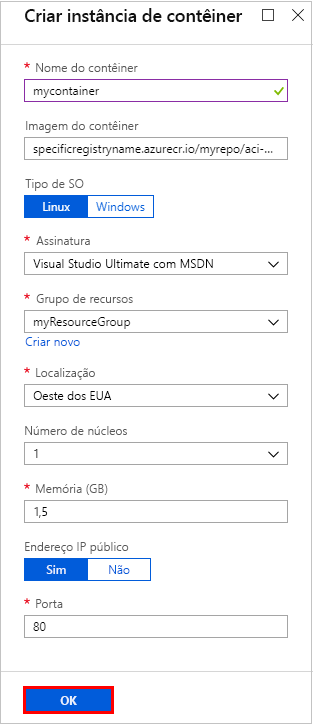 Criar instância de contêiner
* Nome do contêiner
mycontainer
Imagem do contêiner
specificregistryname.azurecr.io/myrepo/aci-...
Tipo de SO
Linux Windows
* Assinatura
Visual Studio Ultimate com MSDN
* Grupo de recursos
myResourceGroup
Criar novo
* Localização
Oeste dos EUA
Número de núcleos
1
* Memória (GB)
1,5
Endereço IP público
Sim Não
* Porta
80
OK